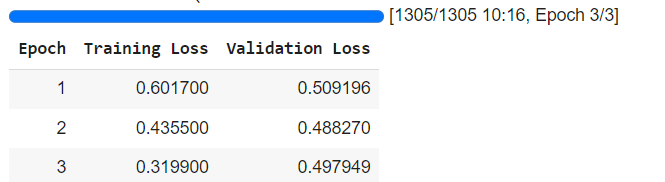 [1305/1305 10:16, Epoch 3/3]
Epoch Training Loss Validation Loss
1 0.601700 0.509196
2 0.435500 0.488270
3 0.319900 0.497949